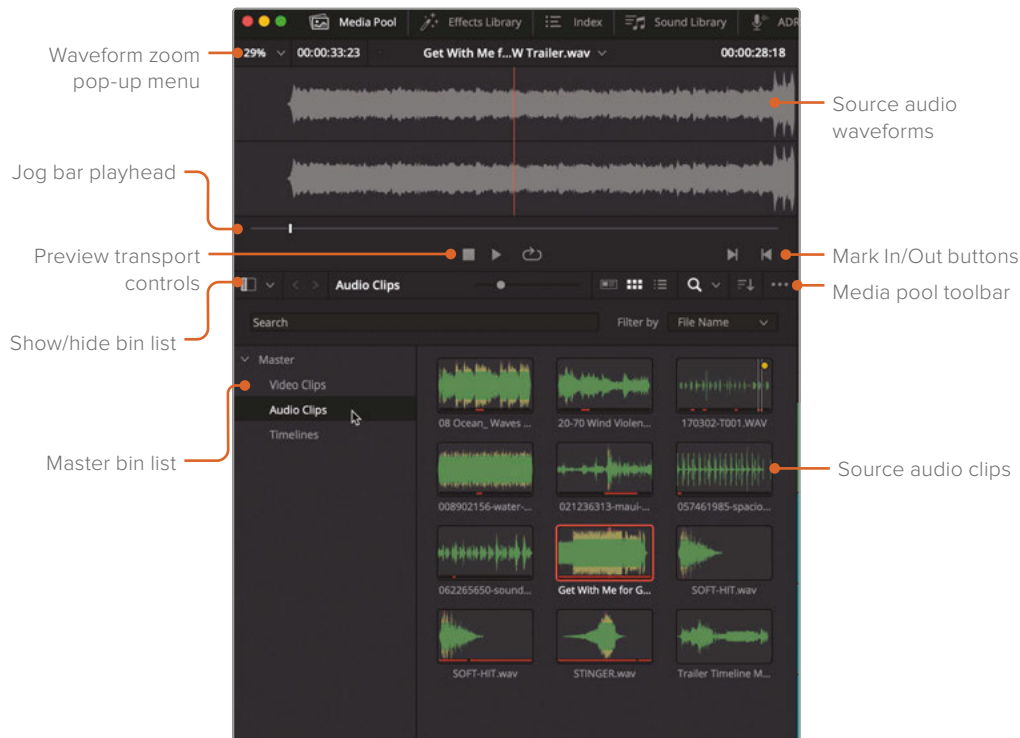 Media Pool Effects Library Index Sound Library ADR
29% 00:00:33:23 Get With Me f...W Trailer.wav 00:00:28:18
Waveform zoom
pop-up menu
Source audio
waveforms
Jog bar playhead
Preview transport
controls
Mark In/Out buttons
Audio Clips
Media pool toolbar
Search Filter by File Name
Show/hide bin list
Master
Video Clips
Audio Clips
Timelines
Master bin list
08 Ocean_ Waves ... 20-70 Wind Violen... 170302-T001.WAV
Source audio clips
008902156-water-... 021236313-maui-... 057461985-spacio...
062265650-sound... Get With Me for G... SOFT-HIT.wav
SOFT-HIT.wav STINGER.wav Trailer Timeline M...